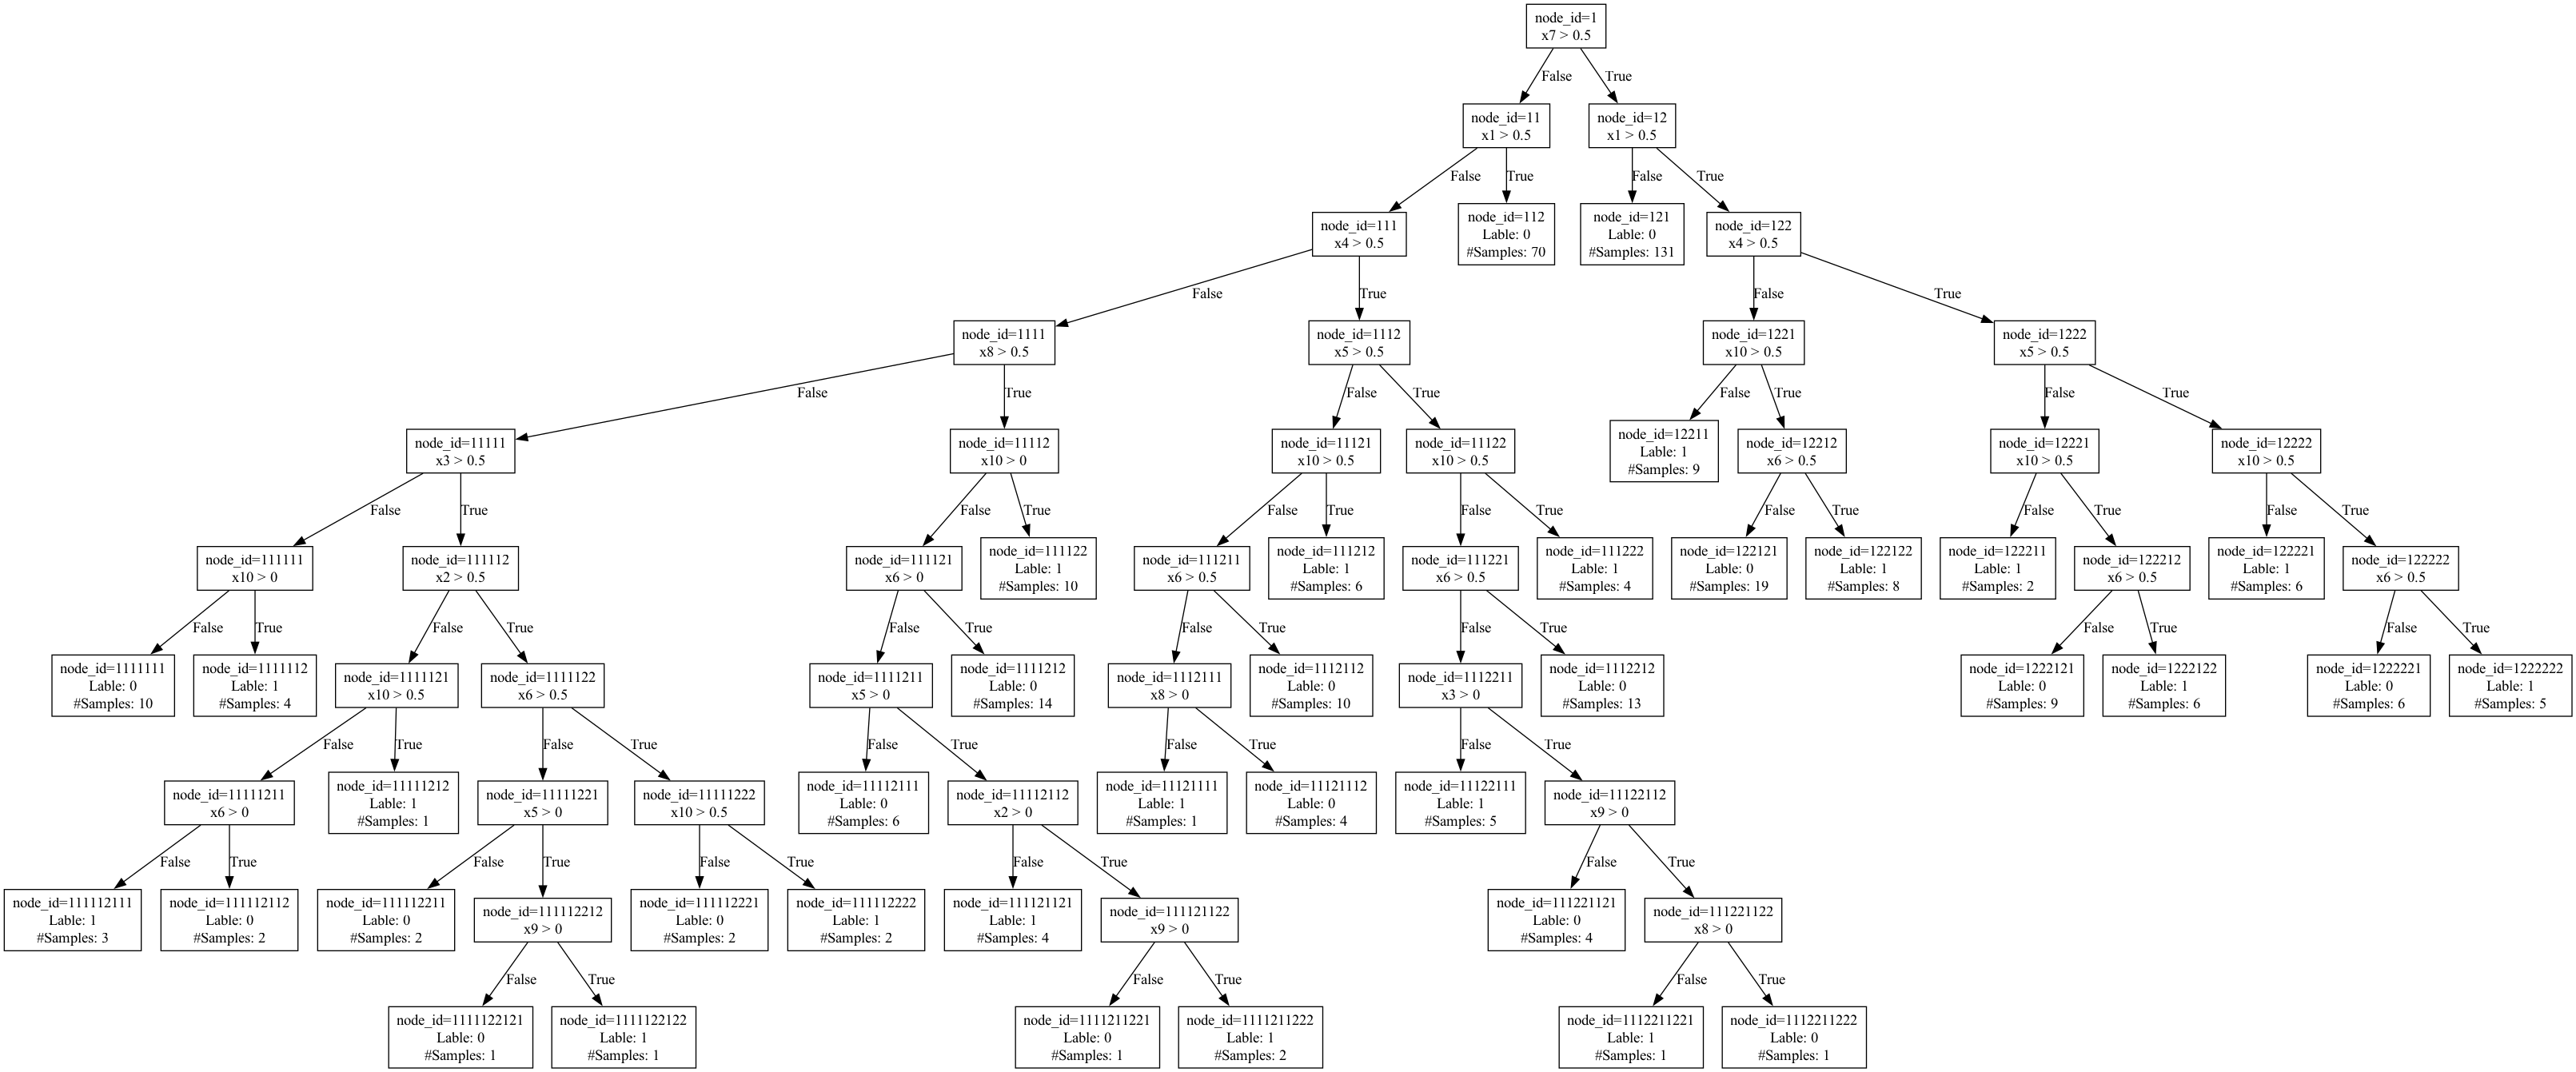 node_id=1
x7 > 0.5
False
True
node_id=11
x1 > 0.5
node_id=12
x1 > 0.5
False
True
False
True
node_id=111
x4 > 0.5
node_id=112
Lable: 0
#Samples: 70
node_id=121
Lable: 0
#Samples: 131
node_id=122
x4 > 0.5
False
True
False
True
node_id=1111
x8 > 0.5
node_id=1112
x5 > 0.5
node_id=1221
x10 > 0.5
node_id=1222
x5 > 0.5
False
True
False
True
False
True
False
True
node_id=11111
x3 > 0.5
node_id=11112
x10 > 0
node_id=11121
x10 > 0.5
node_id=11122
x10 > 0.5
node_id=12211
Lable: 1
#Samples: 9
node_id=12212
x6 > 0.5
node_id=12221
x10 > 0.5
node_id=12222
x10 > 0.5
False
True
False
True
False
True
False
True
False
True
False
True
False
True
node_id=111111
x10 > 0
node_id=111112
x2 > 0.5
node_id=111121
x6 > 0
node_id=111122
Lable: 1
#Samples: 10
node_id=111211
x6 > 0.5
node_id=111212
Lable: 1
#Samples: 6
node_id=111221
x6 > 0.5
node_id=111222
Lable: 1
#Samples: 4
node_id=122121
Lable: 0
#Samples: 19
node_id=122122
Lable: 1
#Samples: 8
node_id=122211
Lable: 1
#Samples: 2
node_id=122212
x6 > 0.5
node_id=122221
Lable: 1
#Samples: 6
node_id=122222
x6 > 0.5
False
True
False
True
False
True
False
True
False
True
False
True
False
True
node_id=1111111
Lable: 0
#Samples: 10
node_id=1111112
Lable: 1
#Samples: 4
node_id=1111121
x10 > 0.5
node_id=1111122
x6 > 0.5
node_id=1111211
x5 > 0
node_id=1111212
Lable: 0
#Samples: 14
node_id=1112111
x8 > 0
node_id=1112112
Lable: 0
#Samples: 10
node_id=1112211
x3 > 0
node_id=1112212
Lable: 0
#Samples: 13
node_id=1222121
Lable: 0
#Samples: 9
node_id=1222122
Lable: 1
#Samples: 6
node_id=1222221
Lable: 0
#Samples: 6
node_id=1222222
Lable: 1
#Samples: 5
False
True
False
True
False
True
False
True
False
True
node_id=11111211
x6 > 0
node_id=11111212
Lable: 1
#Samples: 1
node_id=11111221
x5 > 0
node_id=11111222
x10 > 0.5
node_id=11112111
Lable: 0
#Samples: 6
node_id=11112112
x2 > 0
node_id=11121111
Lable: 1
#Samples: 1
node_id=11121112
Lable: 0
#Samples: 4
node_id=11122111
Lable: 1
#Samples: 5
node_id=11122112
x9 > 0
False
True
False
True
False
True
False
True
False
True
node_id=111112111
Lable: 1
#Samples: 3
node_id=111112112
Lable: 0
#Samples: 2
node_id=111112211
Lable: 0
#Samples: 2
node_id=111112212
x9 > 0
node_id=111112221
Lable: 0
#Samples: 2
node_id=111112222
Lable: 1
#Samples: 2
node_id=111121121
Lable: 1
#Samples: 4
node_id=111121122
x9 > 0
node_id=111221121
Lable: 0
#Samples: 4
node_id=111221122
x8 > 0
False
True
False
True
False
True
node_id=1111122121
Lable: 0
#Samples: 1
node_id=1111122122
Lable: 1
#Samples: 1
node_id=1111211221
Lable: 0
#Samples: 1
node_id=1111211222
Lable: 1
#Samples: 2
node_id=1112211221
Lable: 1
#Samples: 1
node_id=1112211222
Lable: 0
#Samples: 1